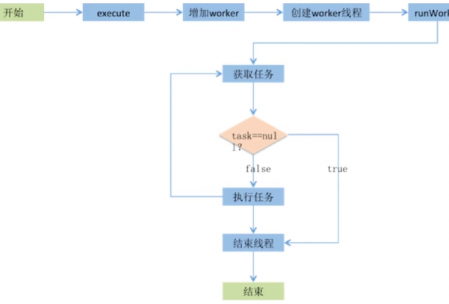 开始
execute
增加worker
创建worker线程
runWork
获取任务
task==nul
l?
false
true
执行任务
结束线程
结束